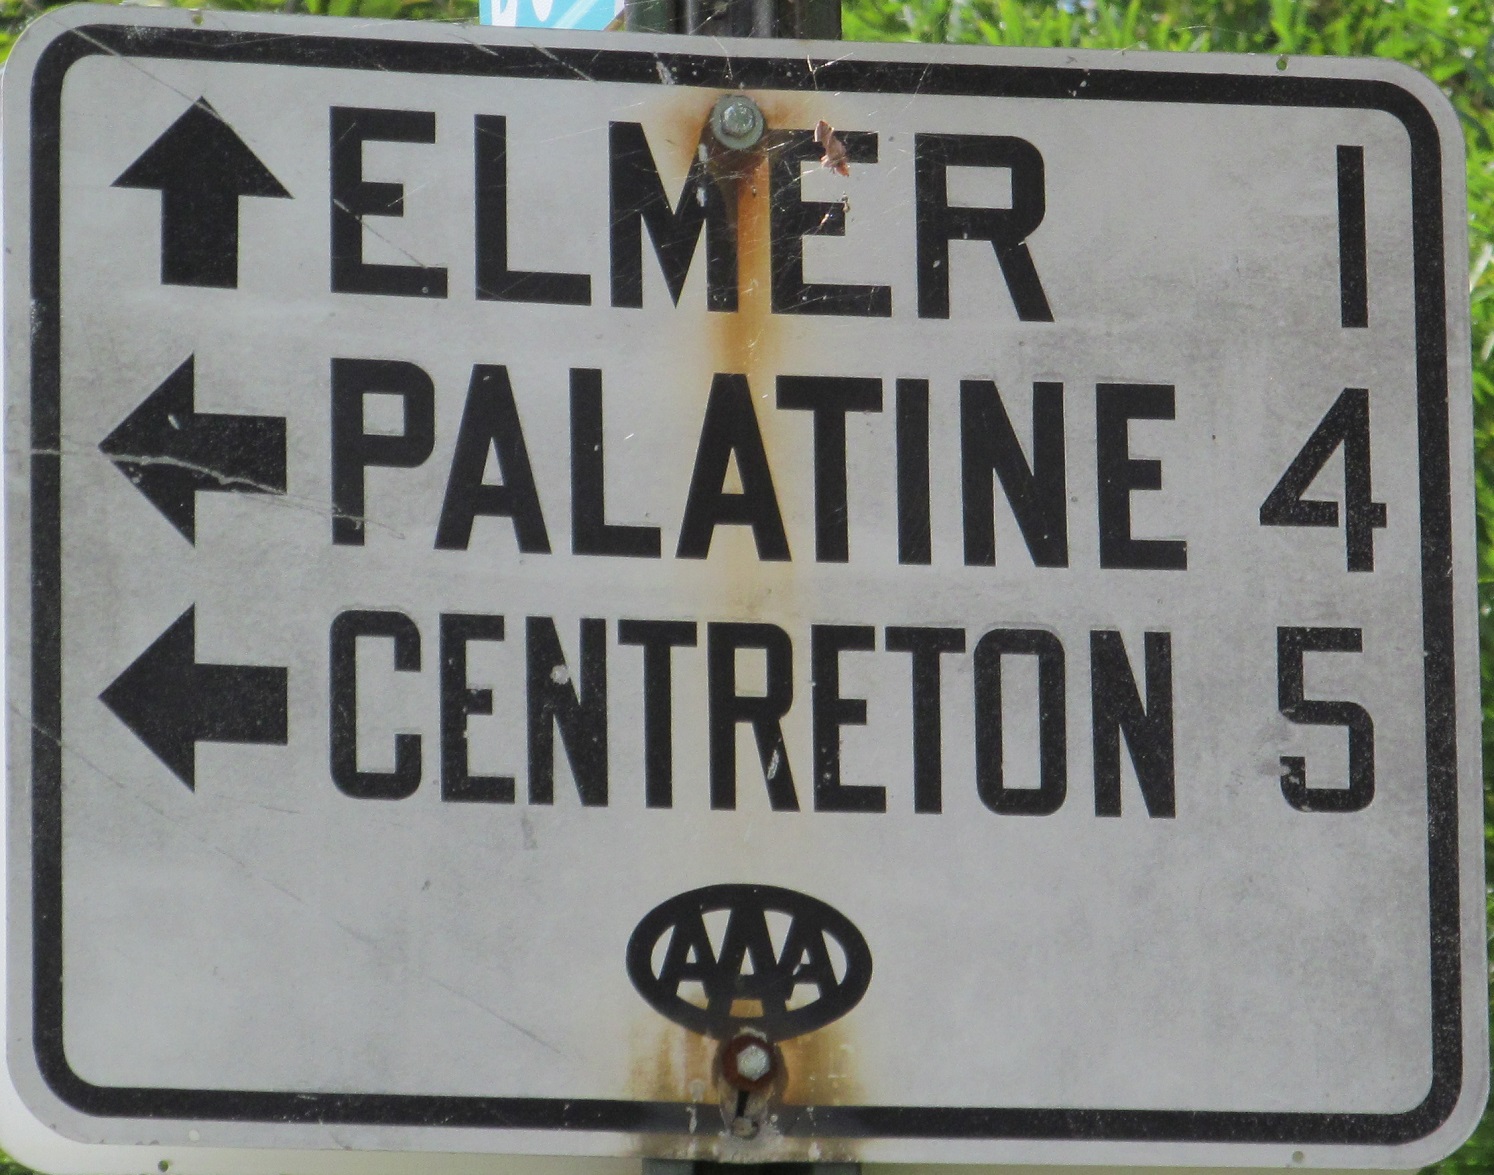 ELMER 1
PALATINE 4
CENTRETON 5
AAA